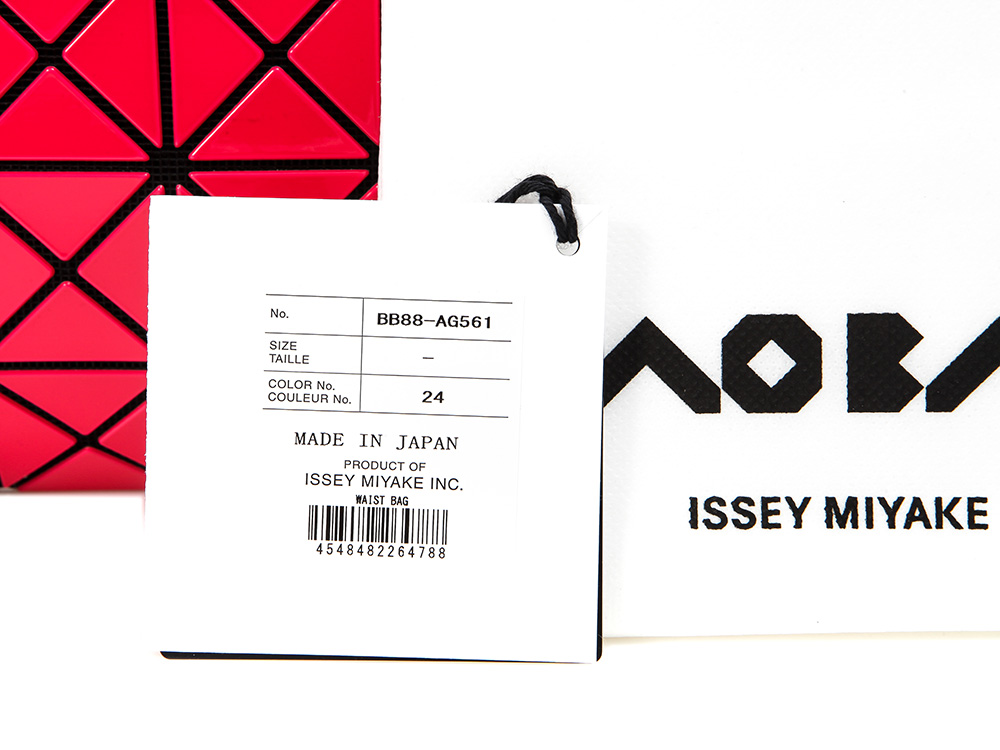 No. BB88-AG561
SIZE
TAILLE –
COLOR No.
COULEUR No. 24
MADE IN JAPAN
PRODUCT OF
ISSEY MIYAKE INC.
WAIST BAG
4548482264788
AOBA
ISSEY MIYAKE